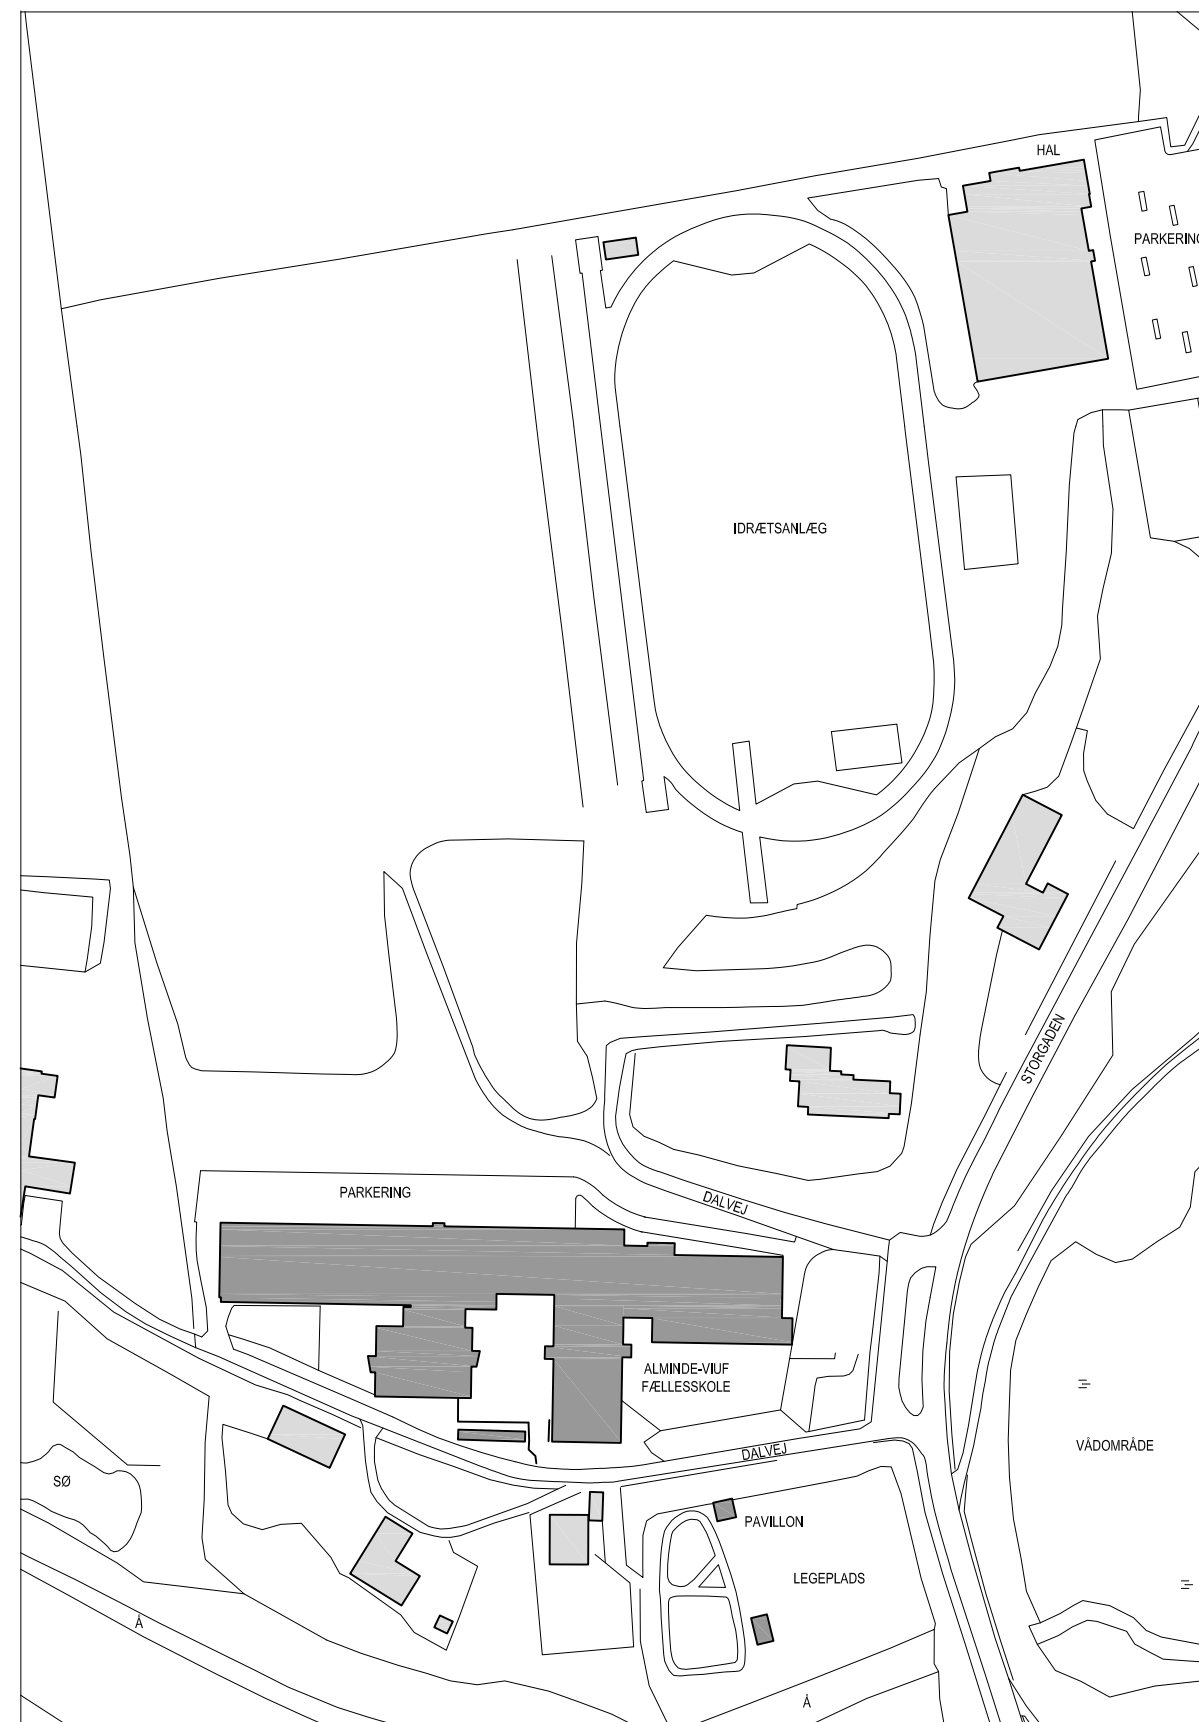 HAL
PARKERING
IDRÆTSANLÆG
STORGADEN
PARKERING
DALVEJ
ALMINDE-VIUF
FÆLLESSKOLE
DALVEJ
VÅDOMRÅDE
SØ
PAVILLON
LEGEPLADS
Å
Å